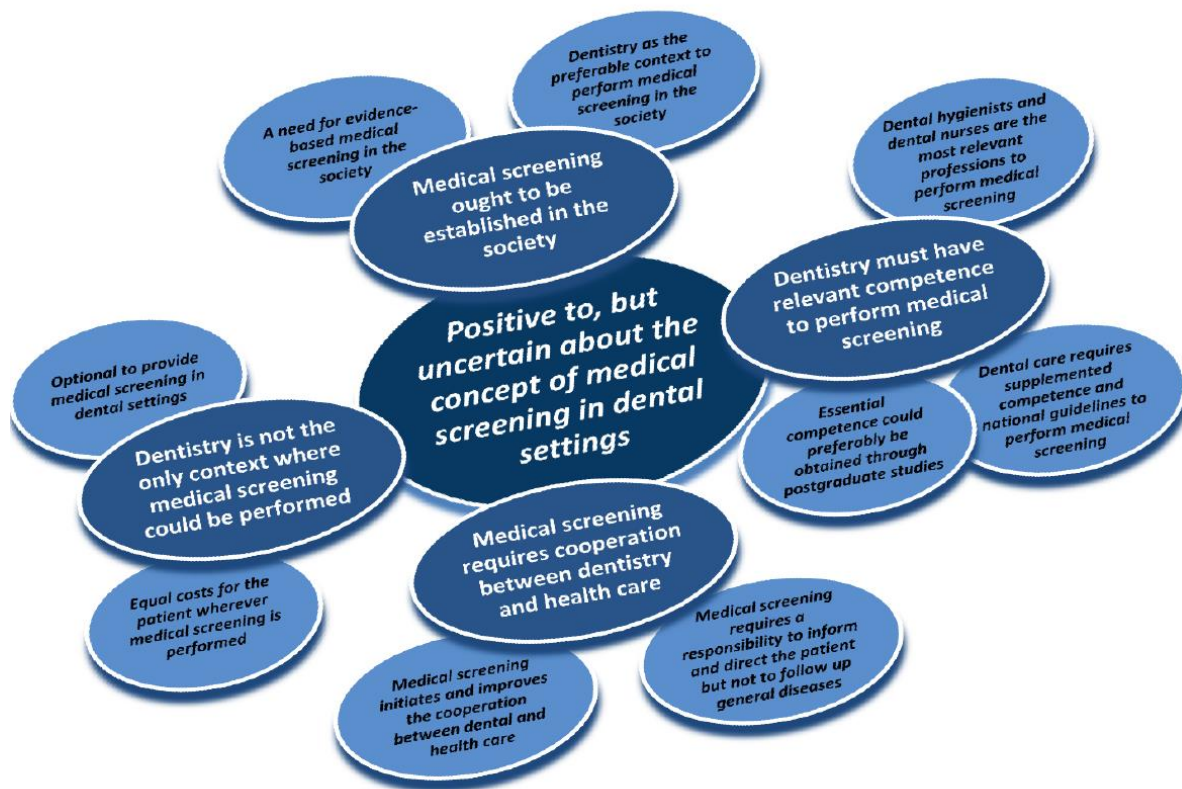 Dentistry as the
preferable context to
perform medical
screening in the
society
A need for evidence-
based medical
screening in the
society
Medical screening
ought to be
established in the
society
Dental hygienists and
dental nurses are the
most relevant
professions to
perform medical
screening
Dentistry must have
relevant competence
to perform medical
screening
Positive to, but
uncertain about the
concept of medical
screening in dental
settings
Optional to provide
medical screening in
dental settings
Dentistry is not the
only context where
medical screening
could be performed
Essential
competence could
preferably be
obtained through
postgraduate studies
Dental care requires
supplemented
competence and
national guidelines to
perform medical
screening
Medical screening
requires cooperation
between dentistry
and health care
Equal costs for the
patient wherever
medical screening is
performed
Medical screening
initiates and improves
the cooperation
between dental and
health care
Medical screening
requires a
responsibility to inform
and direct the patient
but not to follow up
general diseases